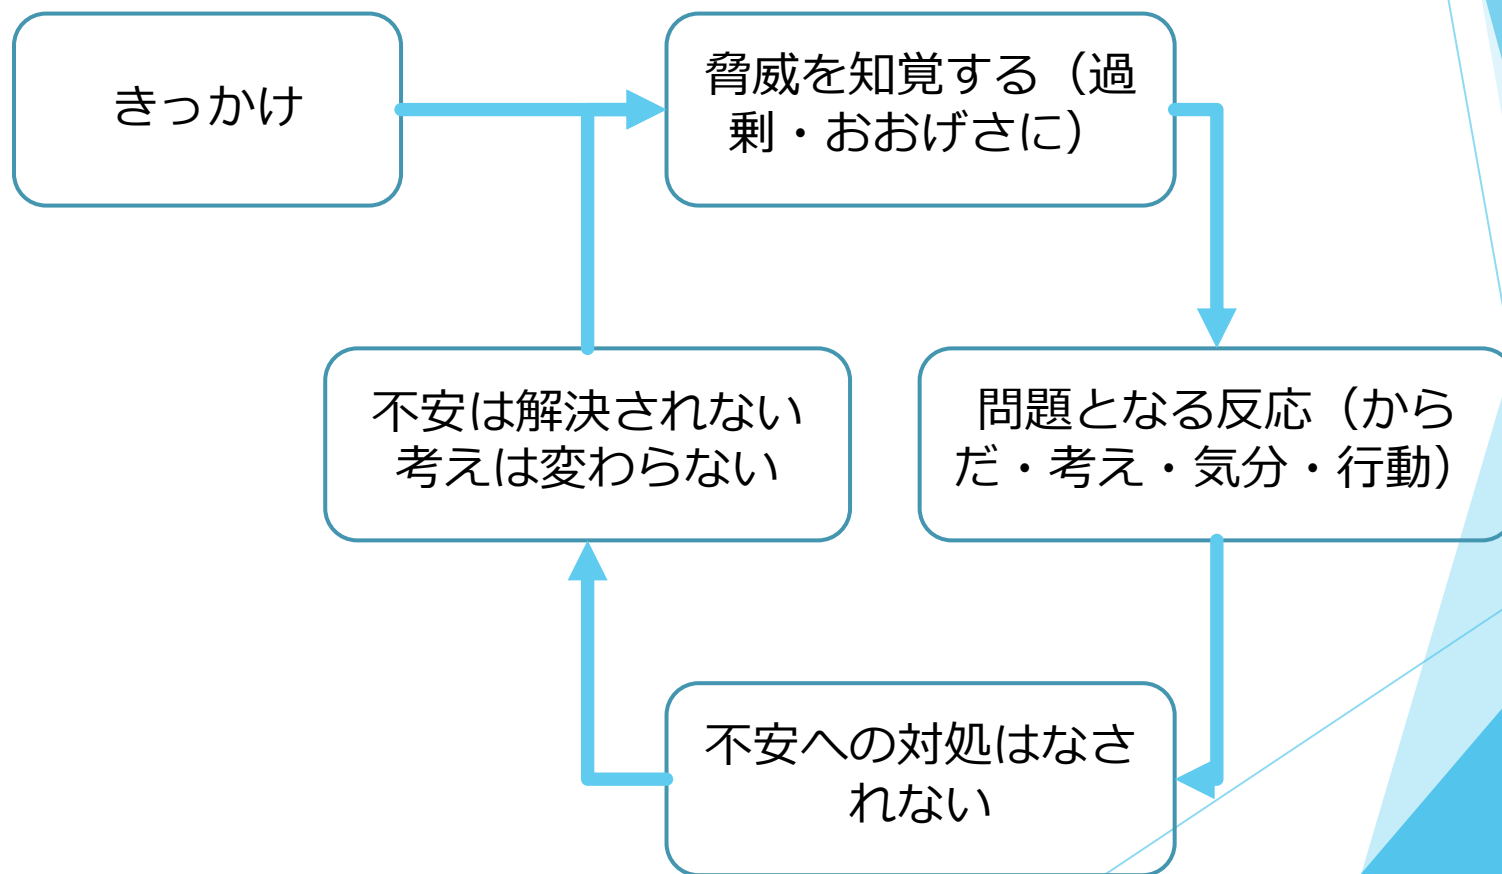 きっかけ
脅威を知覚する（過
剰・おおげさに）
不安は解決されない
考えは変わらない
問題となる反応（から
だ・考え・気分・行動）
不安への対処はなさ
れない